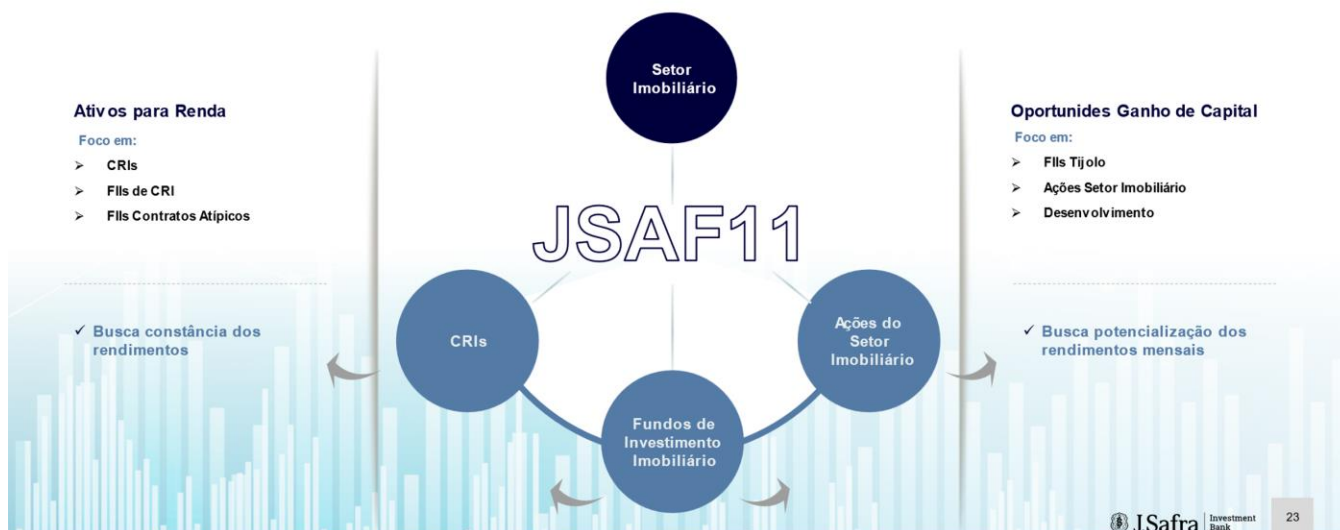 Setor
Imobiliário
Ativos para Renda
Foco em:
CRIs
FIIs de CRI
FIIs Contratos Atípicos
Busca constância dos
rendimentos
JSAF11
CRIs
Fundos de
Investimento
Imobiliário
Ações do
Setor
Imobiliário
Oportunides Ganho de Capital
Foco em:
FIIs Tijolo
Ações Setor Imobiliário
Desenvolvimento
Busca potencialização dos
rendimentos mensais
J.Safra
Investment
Bank
23